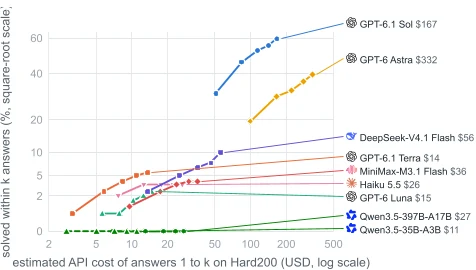 solved within k answers (%, square-root scale)
60
40
20
10
5
2
0
2
5
10
20
50
100
200
500
estimated API cost of answers 1 to k on Hard200 (USD, log scale)
GPT-6.1 Sol $167
GPT-6 Astra $332
DeepSeek-V4.1 Flash $56
GPT-6.1 Terra $14
MiniMax-M3.1 Flash $36
Haiku 5.5 $26
GPT-6 Luna $15
Qwen3.5-397B-A17B $27
Qwen3.5-35B-A3B $11